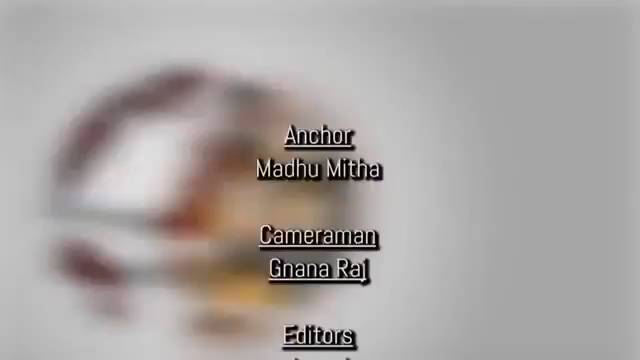 Anchor
Madhu Mitha
Cameraman
Gnana Raj
Editors